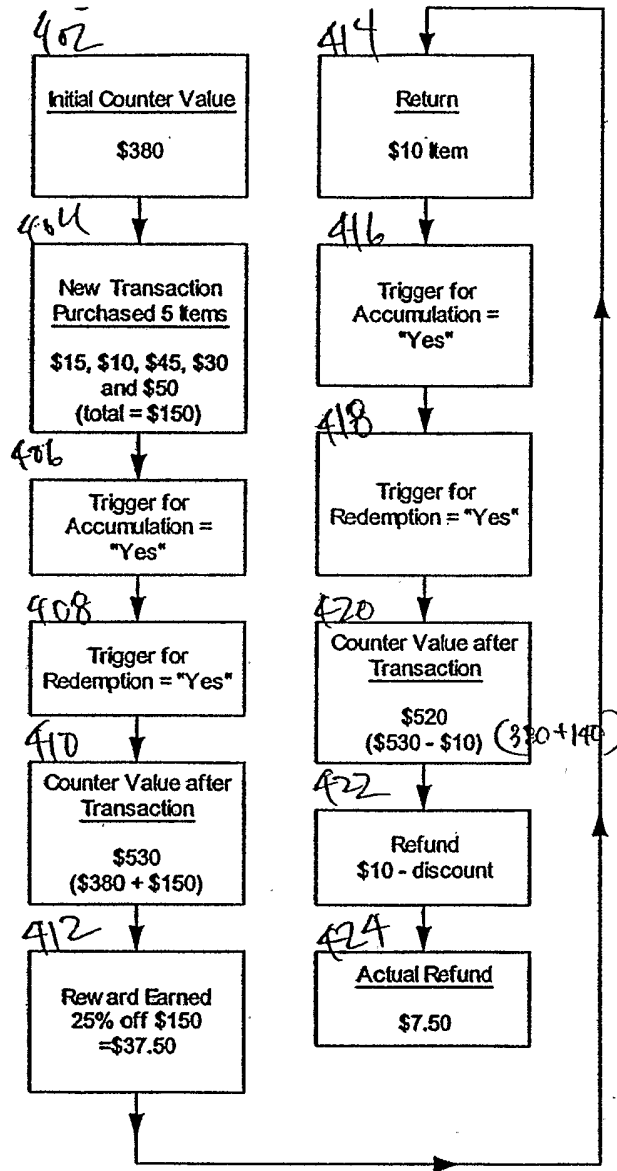 402
Initial Counter Value
$380
404
New Transaction
Purchased 5 Items
$15, $10, $45, $30
and $50
(total = $150)
406
Trigger for
Accumulation =
"Yes"
408
Trigger for
Redemption = "Yes"
410
Counter Value after
Transaction
$530
($380 + $150)
412
Reward Earned
25% off $150
=$37.50
414
Return
$10 Item
416
Trigger for
Accumulation =
"Yes"
418
Trigger for
Redemption = "Yes"
420
Counter Value after
Transaction
$520
($530 - $10) (380+140)
422
Refund
$10 - discount
424
Actual Refund
$7.50